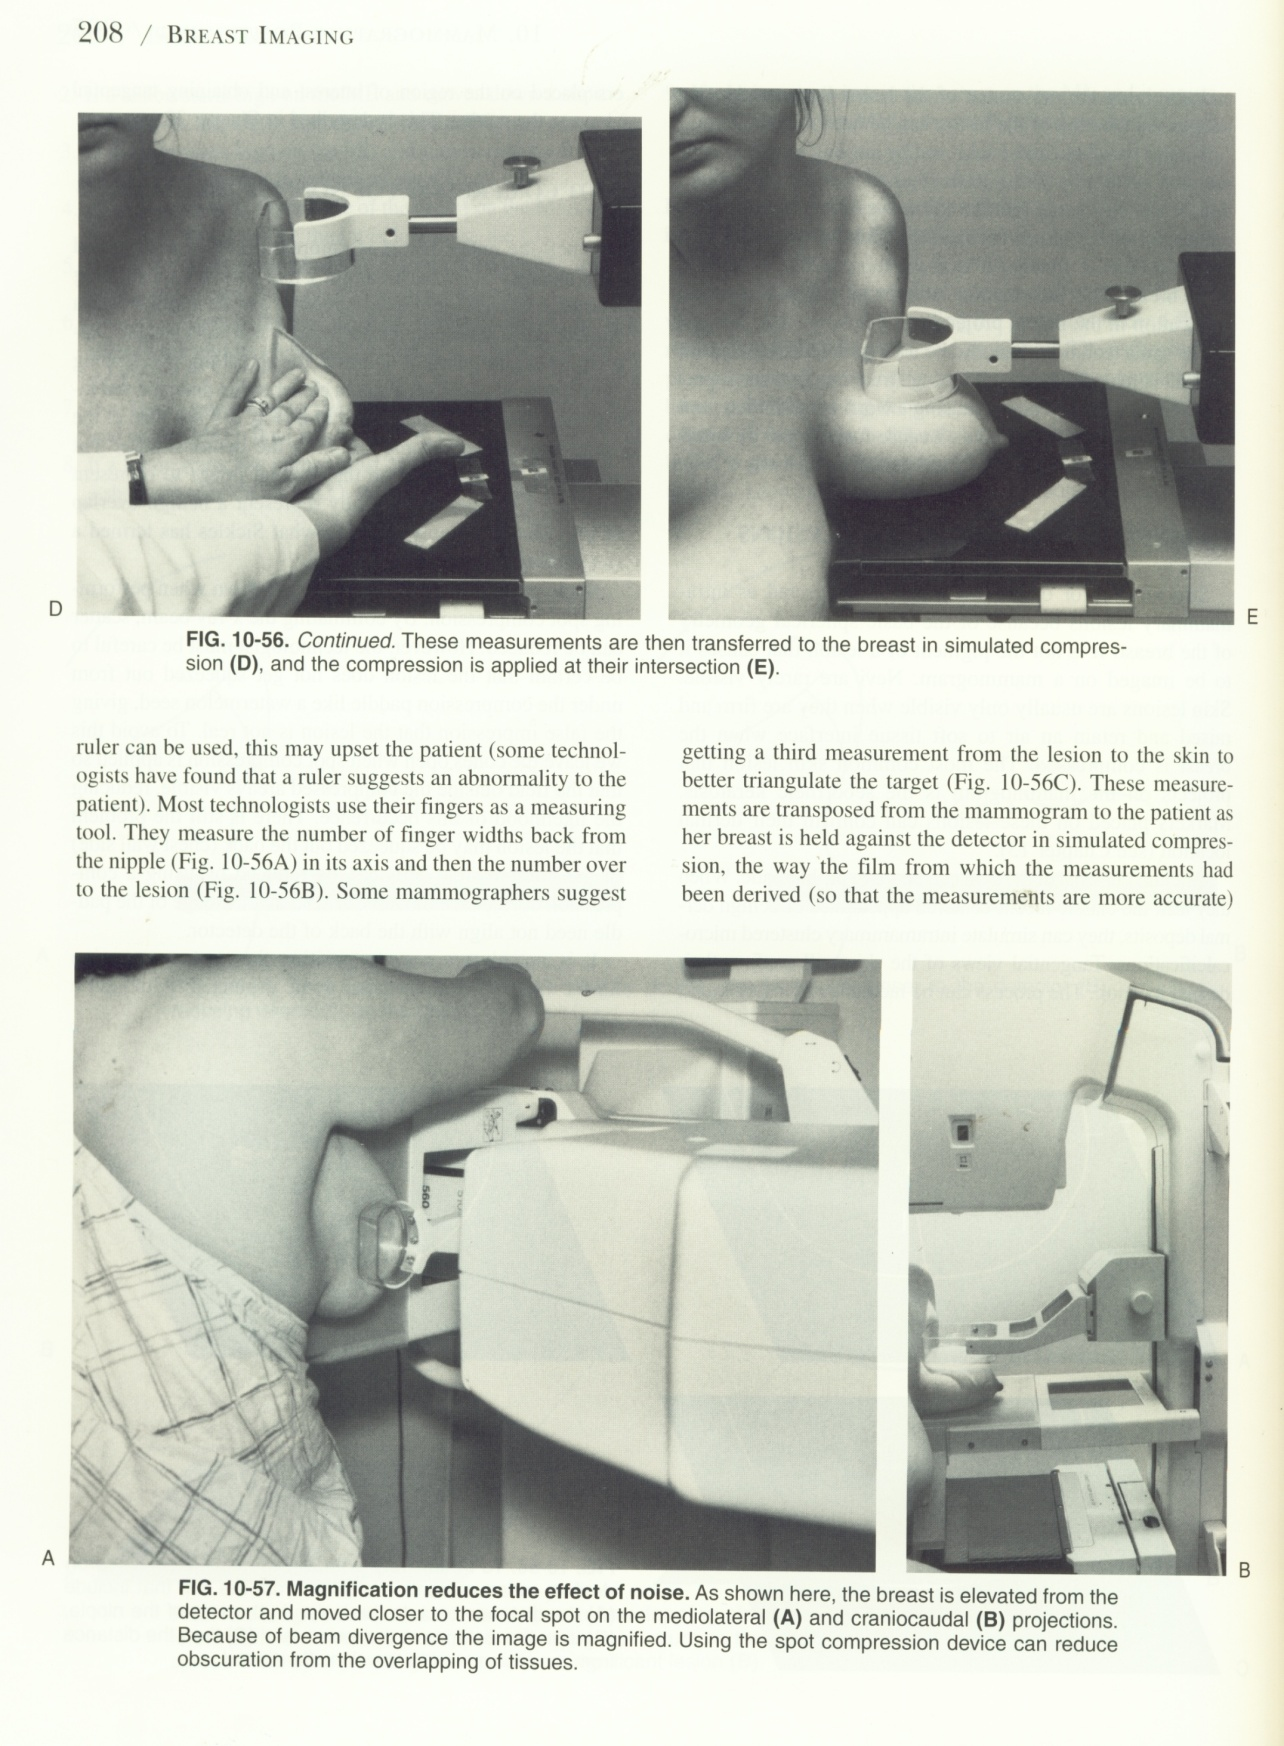 208 / BREAST IMAGING
D
E
FIG. 10-56. Continued. These measurements are then transferred to the breast in simulated compres-
sion (D), and the compression is applied at their intersection (E).
ruler can be used, this may upset the patient (some technol-
ogists have found that a ruler suggests an abnormality to the
patient). Most technologists use their fingers as a measuring
tool. They measure the number of finger widths back from
the nipple (Fig. 10-56A) in its axis and then the number over
to the lesion (Fig. 10-56B). Some mammographers suggest
getting a third measurement from the lesion to the skin to
better triangulate the target (Fig. 10-56C). These measure-
ments are transposed from the mammogram to the patient as
her breast is held against the detector in simulated compres-
sion, the way the film from which the measurements had
been derived (so that the measurements are more accurate)
560
A
B
FIG. 10-57. Magnification reduces the effect of noise. As shown here, the breast is elevated from the
detector and moved closer to the focal spot on the mediolateral (A) and craniocaudal (B) projections.
Because of beam divergence the image is magnified. Using the spot compression device can reduce
obscuration from the overlapping of tissues.